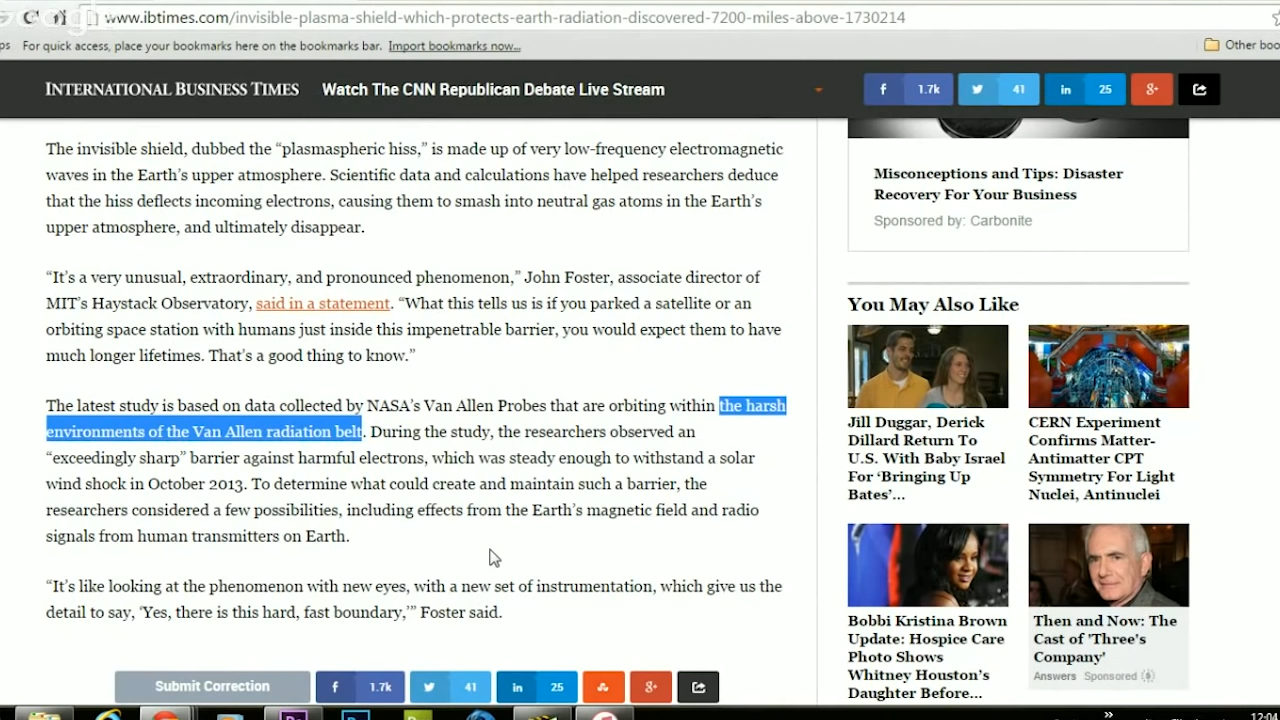 www.ibtimes.com/invisible-plasma-shield-which-protects-earth-radiation-discovered-7200-miles-above-1730214
For quick access, place your bookmarks here on the bookmarks bar. Import bookmarks now...
Other boo
INTERNATIONAL BUSINESS TIMES
Watch The CNN Republican Debate Live Stream
1.7k
41
25
The invisible shield, dubbed the “plasmaspheric hiss,” is made up of very low-frequency electromagnetic
waves in the Earth’s upper atmosphere. Scientific data and calculations have helped researchers deduce
that the hiss deflects incoming electrons, causing them to smash into neutral gas atoms in the Earth’s
upper atmosphere, and ultimately disappear.
“It’s a very unusual, extraordinary, and pronounced phenomenon,” John Foster, associate director of
MIT’s Haystack Observatory, said in a statement. “What this tells us is if you parked a satellite or an
orbiting space station with humans just inside this impenetrable barrier, you would expect them to have
much longer lifetimes. That’s a good thing to know.”
The latest study is based on data collected by NASA’s Van Allen Probes that are orbiting within the harsh
environments of the Van Allen radiation belt. During the study, the researchers observed an
“exceedingly sharp” barrier against harmful electrons, which was steady enough to withstand a solar
wind shock in October 2013. To determine what could create and maintain such a barrier, the
researchers considered a few possibilities, including effects from the Earth’s magnetic field and radio
signals from human transmitters on Earth.
“It’s like looking at the phenomenon with new eyes, with a new set of instrumentation, which give us the
detail to say, ‘Yes, there is this hard, fast boundary,’” Foster said.
Submit Correction
1.7k
41
25
Misconceptions and Tips: Disaster
Recovery For Your Business
Sponsored by: Carbonite
You May Also Like
Jill Duggar, Derick
Dillard Return To
U.S. With Baby Israel
For ‘Bringing Up
Bates’...
CERN Experiment
Confirms Matter-
Antimatter CPT
Symmetry For Light
Nuclei, Antinuclei
Bobbi Kristina Brown
Update: Hospice Care
Photo Shows
Whitney Houston’s
Daughter Before...
Then and Now: The
Cast of 'Three's
Company'
Answers Sponsored
12:04